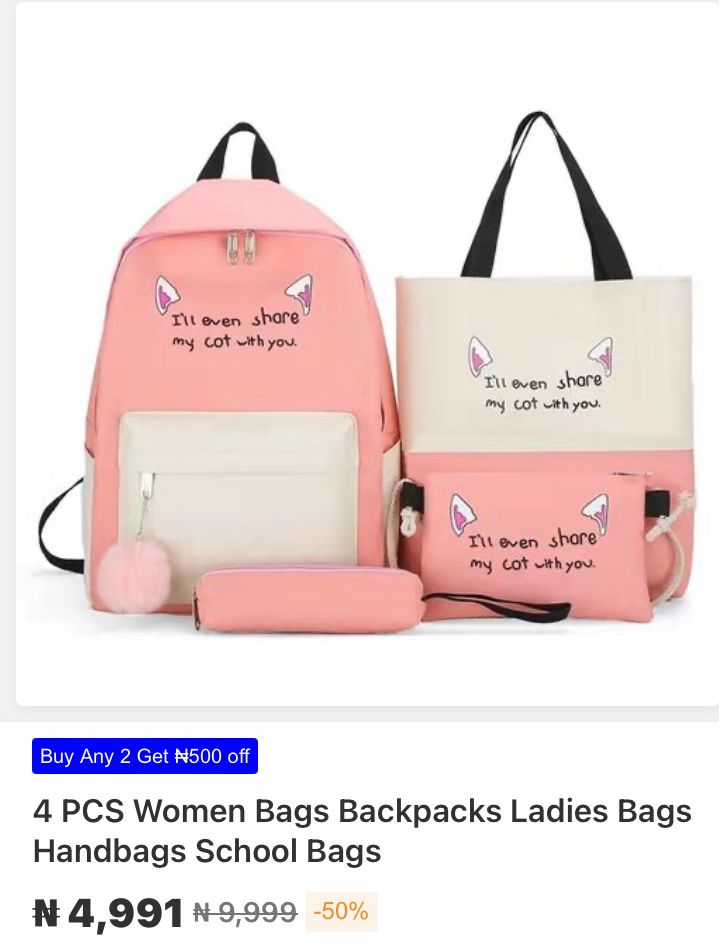 I'll even share
my cot with you.
I'll even share
my cot with you.
I'll even share
my cot with you.
Buy Any 2 Get ₦500 off
4 PCS Women Bags Backpacks Ladies Bags
Handbags School Bags
₦ 4,991 ₦ 9,999 -50%